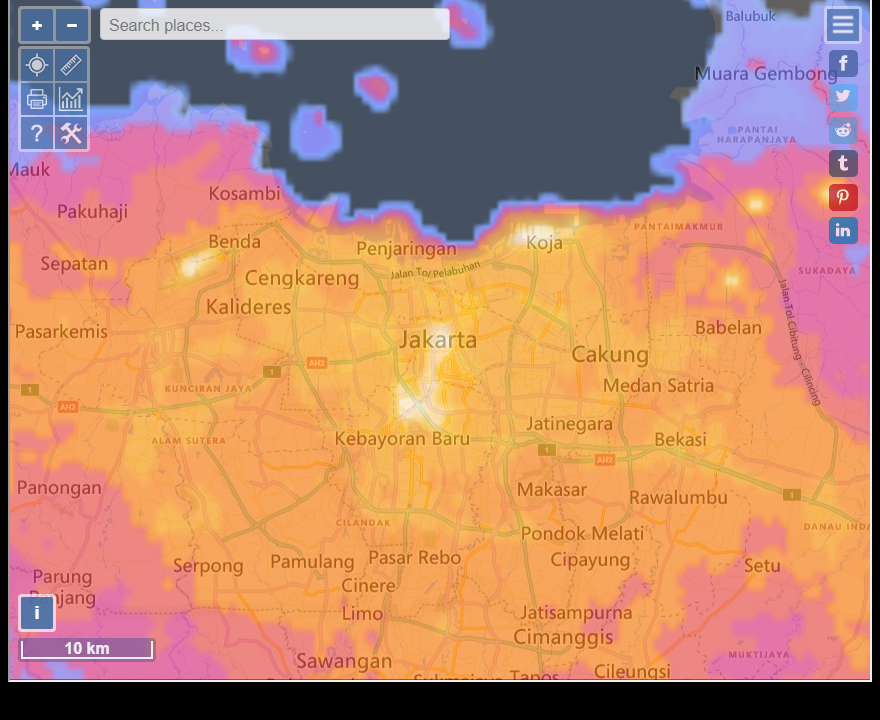 +
-
Search places...
Balubuk
Muara Gembong
f
?
PANTAI
HARAPANJAYA
t
Mauk
Kosambi
Pakuhaji
PANTAIMAKMUR
in
Benda
Penjaringan
Koja
Sepatan
Jalan Tol Pelabuhan
SUKADAYA
Cengkareng
Kalideres
Jalan Tol Cibitung - Cilincing
Pasarkemis
Babelan
Jakarta
Cakung
AH2
1
KUNCIRAN JAYA
Medan Satria
1
AH2
Jatinegara
ALAM SUTERA
Kebayoran Baru
Bekasi
1
AH2
Panongan
Makasar
Rawalumbu
1
CILANDAK
DANAU INDA
Pondok Melati
Serpong
Pamulang
Pasar Rebo
Cipayung
Setu
Parung
Panjang
Cinere
i
Limo
Jatisampurna
Cimanggis
10 km
MUKTIJAYA
Sawangan
Cileungsi
Sukmajaya
Tapos